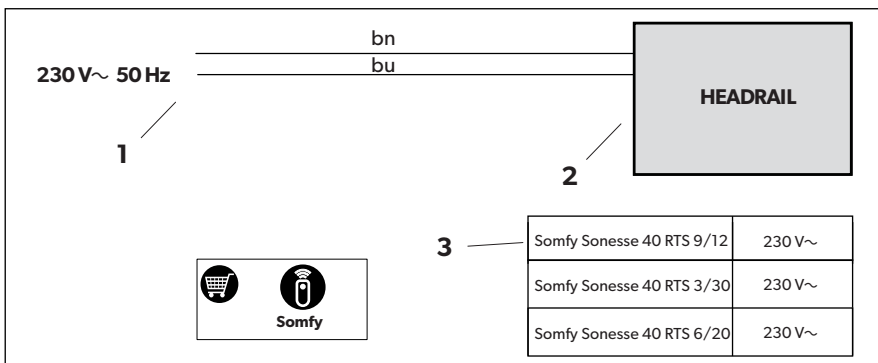 bn
bu
230 V~ 50 Hz
HEADRAIL
1
2
3
Somfy Sonesse 40 RTS 9/12 230 V~
Somfy Sonesse 40 RTS 3/30 230 V~
Somfy Sonesse 40 RTS 6/20 230 V~
Somfy